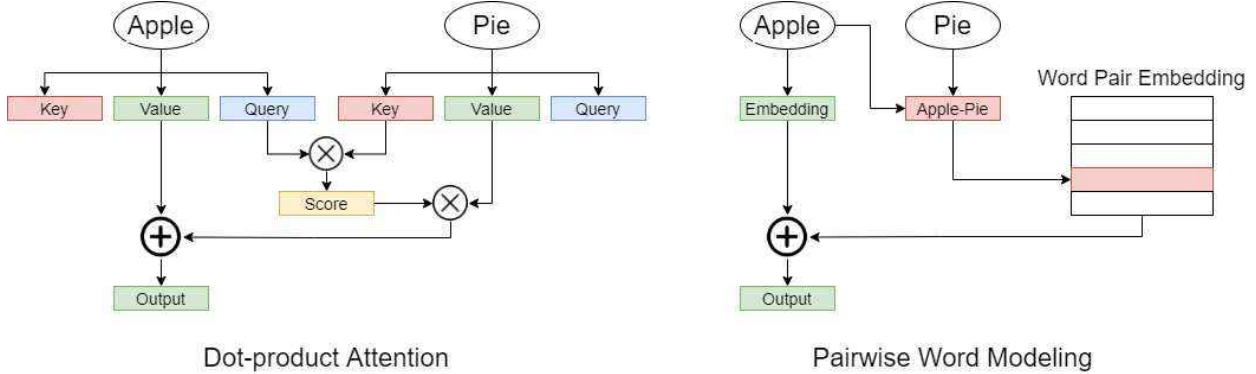 Apple Pie Apple Pie
Word Pair Embedding
Key Value Query Key Value Query Embedding Apple-Pie
Score
Output Output
Dot-product Attention Pairwise Word Modeling